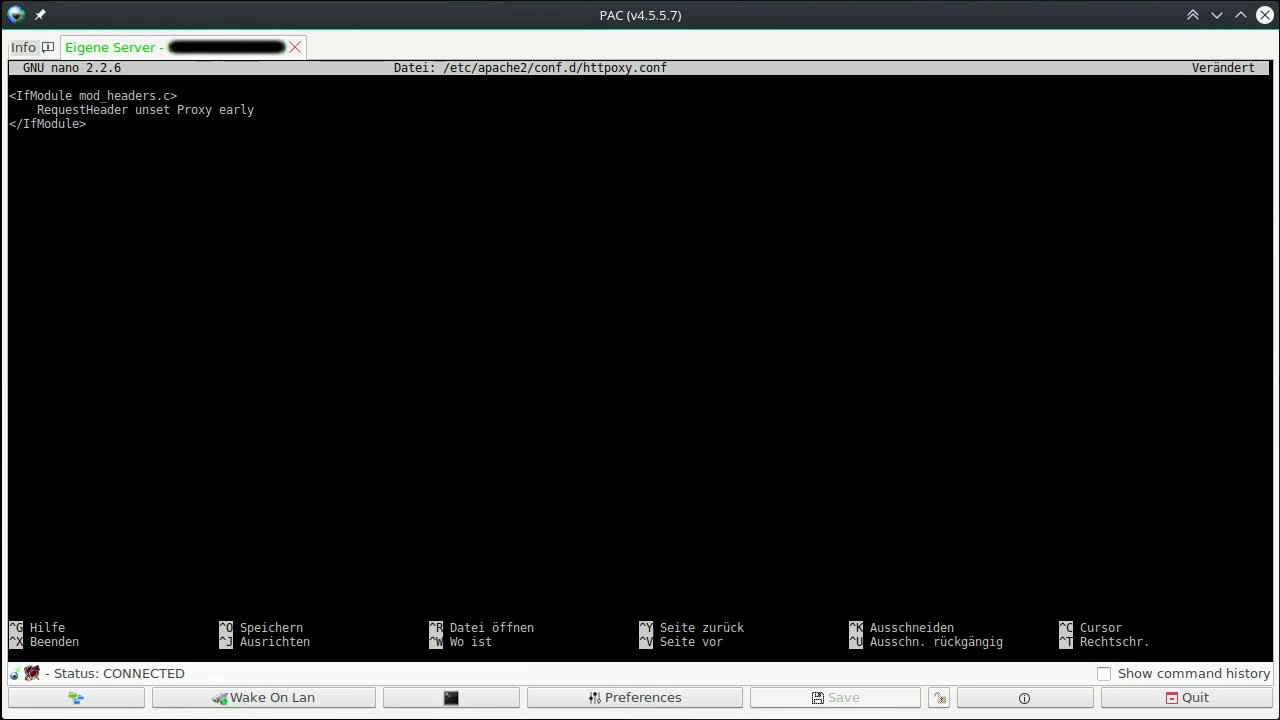 PAC (v4.5.5.7)
Info
Eigene Server -
GNU nano 2.2.6 Datei: /etc/apache2/conf.d/httpoxy.conf Verändert
<IfModule mod_headers.c>
    RequestHeader unset Proxy early
</IfModule>
^G Hilfe ^O Speichern ^R Datei öffnen ^Y Seite zurück ^K Ausschneiden ^C Cursor
^X Beenden ^J Ausrichten ^W Wo ist ^V Seite vor ^U Ausschn. rückgängig ^T Rechtschr.
- Status: CONNECTED Show command history
Wake On Lan Preferences Save Quit